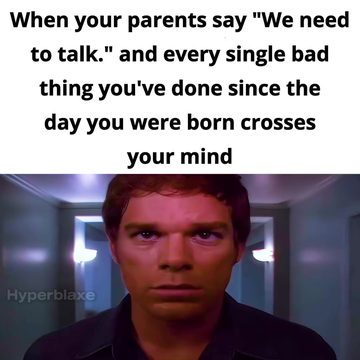 When your parents say "We need
to talk." and every single bad
thing you've done since the
day you were born crosses
your mind
Hyperblaxe